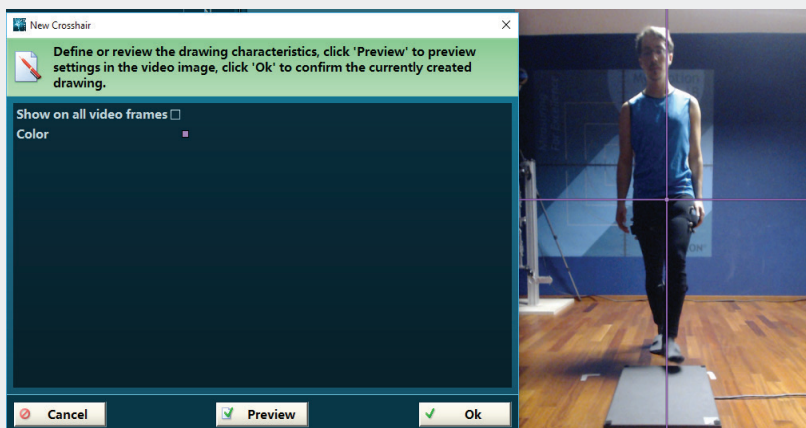 New Crosshair
Define or review the drawing characteristics, click 'Preview' to preview
settings in the video image, click 'Ok' to confirm the currently created
drawing.
Show on all video frames
Color
Cancel
Preview
Ok